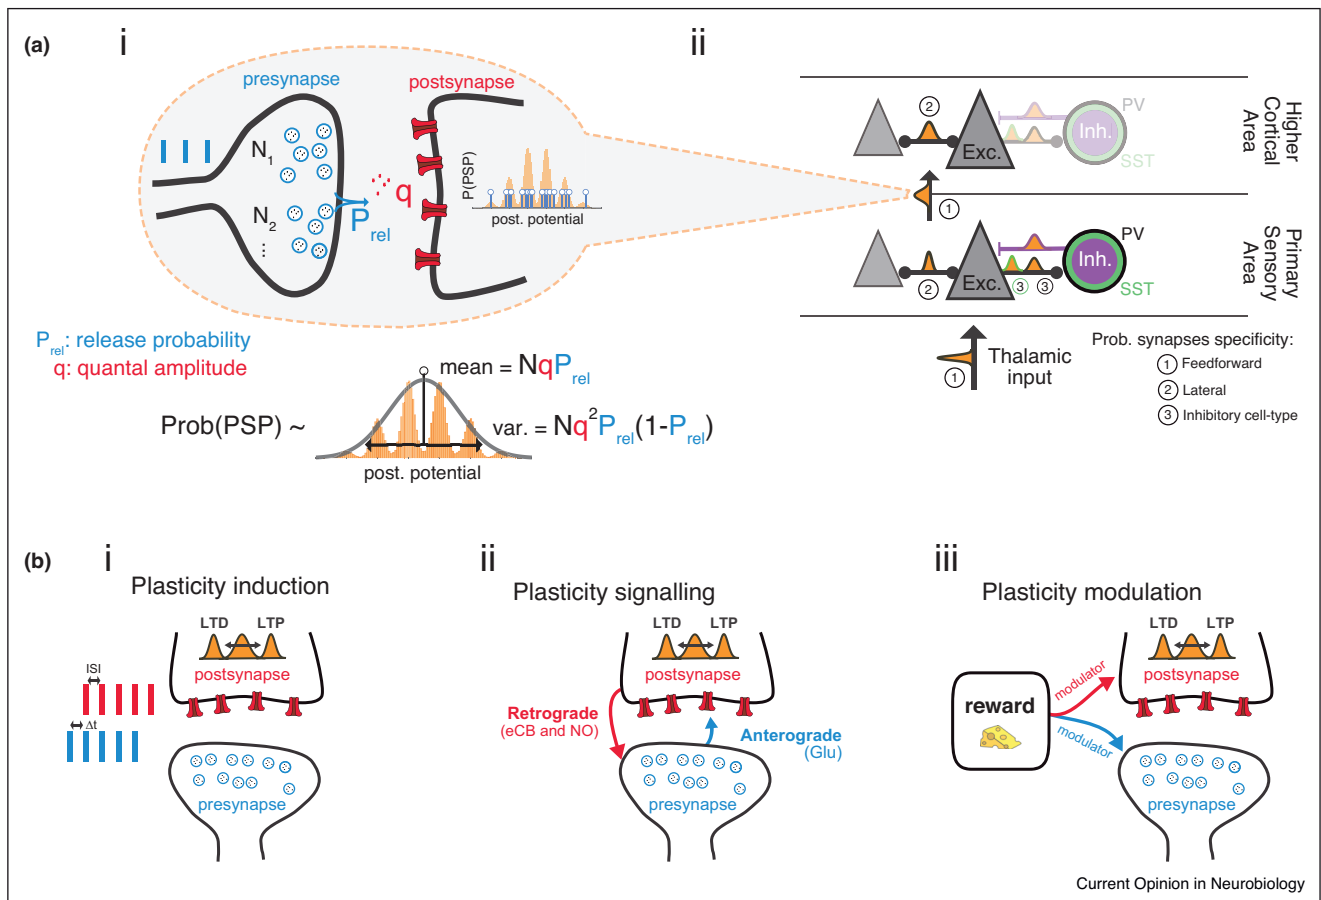 (a)
i
presynapse
postsynapse
N1
N2
⋮
Prel
q
P(PSP)
post. potential
Prel: release probability
q: quantal amplitude
Prob(PSP) ~
mean = NqPrel
var. = Nq²Prel(1-Prel)
post. potential
ii
2
Exc.
Inh.
PV
SST
Higher
Cortical
Area
1
2
Exc.
3
3
Inh.
PV
SST
Primary
Sensory
Area
1
Thalamic
input
Prob. synapses specificity:
1 Feedforward
2 Lateral
3 Inhibitory cell-type
(b)
i
Plasticity induction
LTD LTP
postsynapse
ISI
Δt
presynapse
ii
Plasticity signalling
LTD LTP
postsynapse
Retrograde
(eCB and NO)
Anterograde
(Glu)
presynapse
iii
Plasticity modulation
LTD LTP
postsynapse
reward
modulator
modulator
presynapse
Current Opinion in Neurobiology